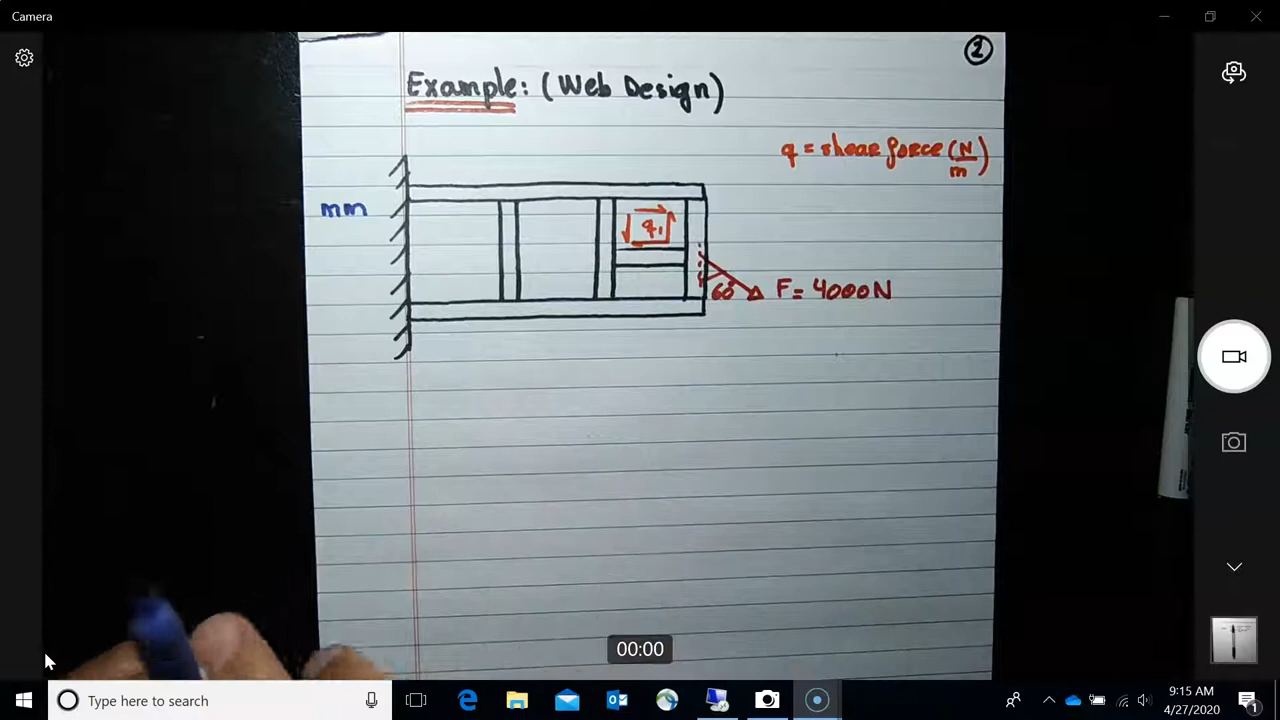 Camera
②
Example: (Web Design)
q = shear force (N/m)
mm
q₁
60° F = 4000N
00:00
Type here to search
9:15 AM
4/27/2020
1